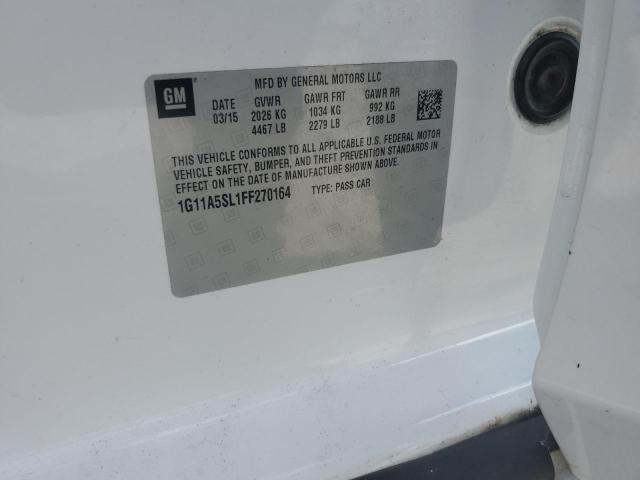 GM
MFD BY GENERAL MOTORS LLC
DATE GVWR GAWR FRT GAWR RR
03/15 2026 KG 1034 KG 992 KG
4467 LB 2279 LB 2188 LB
THIS VEHICLE CONFORMS TO ALL APPLICABLE U.S. FEDERAL MOTOR
VEHICLE SAFETY, BUMPER, AND THEFT PREVENTION STANDARDS IN
EFFECT ON THE DATE OF MANUFACTURE SHOWN ABOVE.
1G11A5SL1FF270164 TYPE: PASS CAR